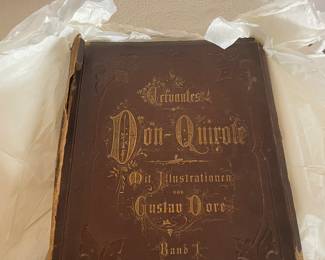 Cervantes
Don-Quixote
Mit Illustrationen
von
Gustav Doré
Band I.